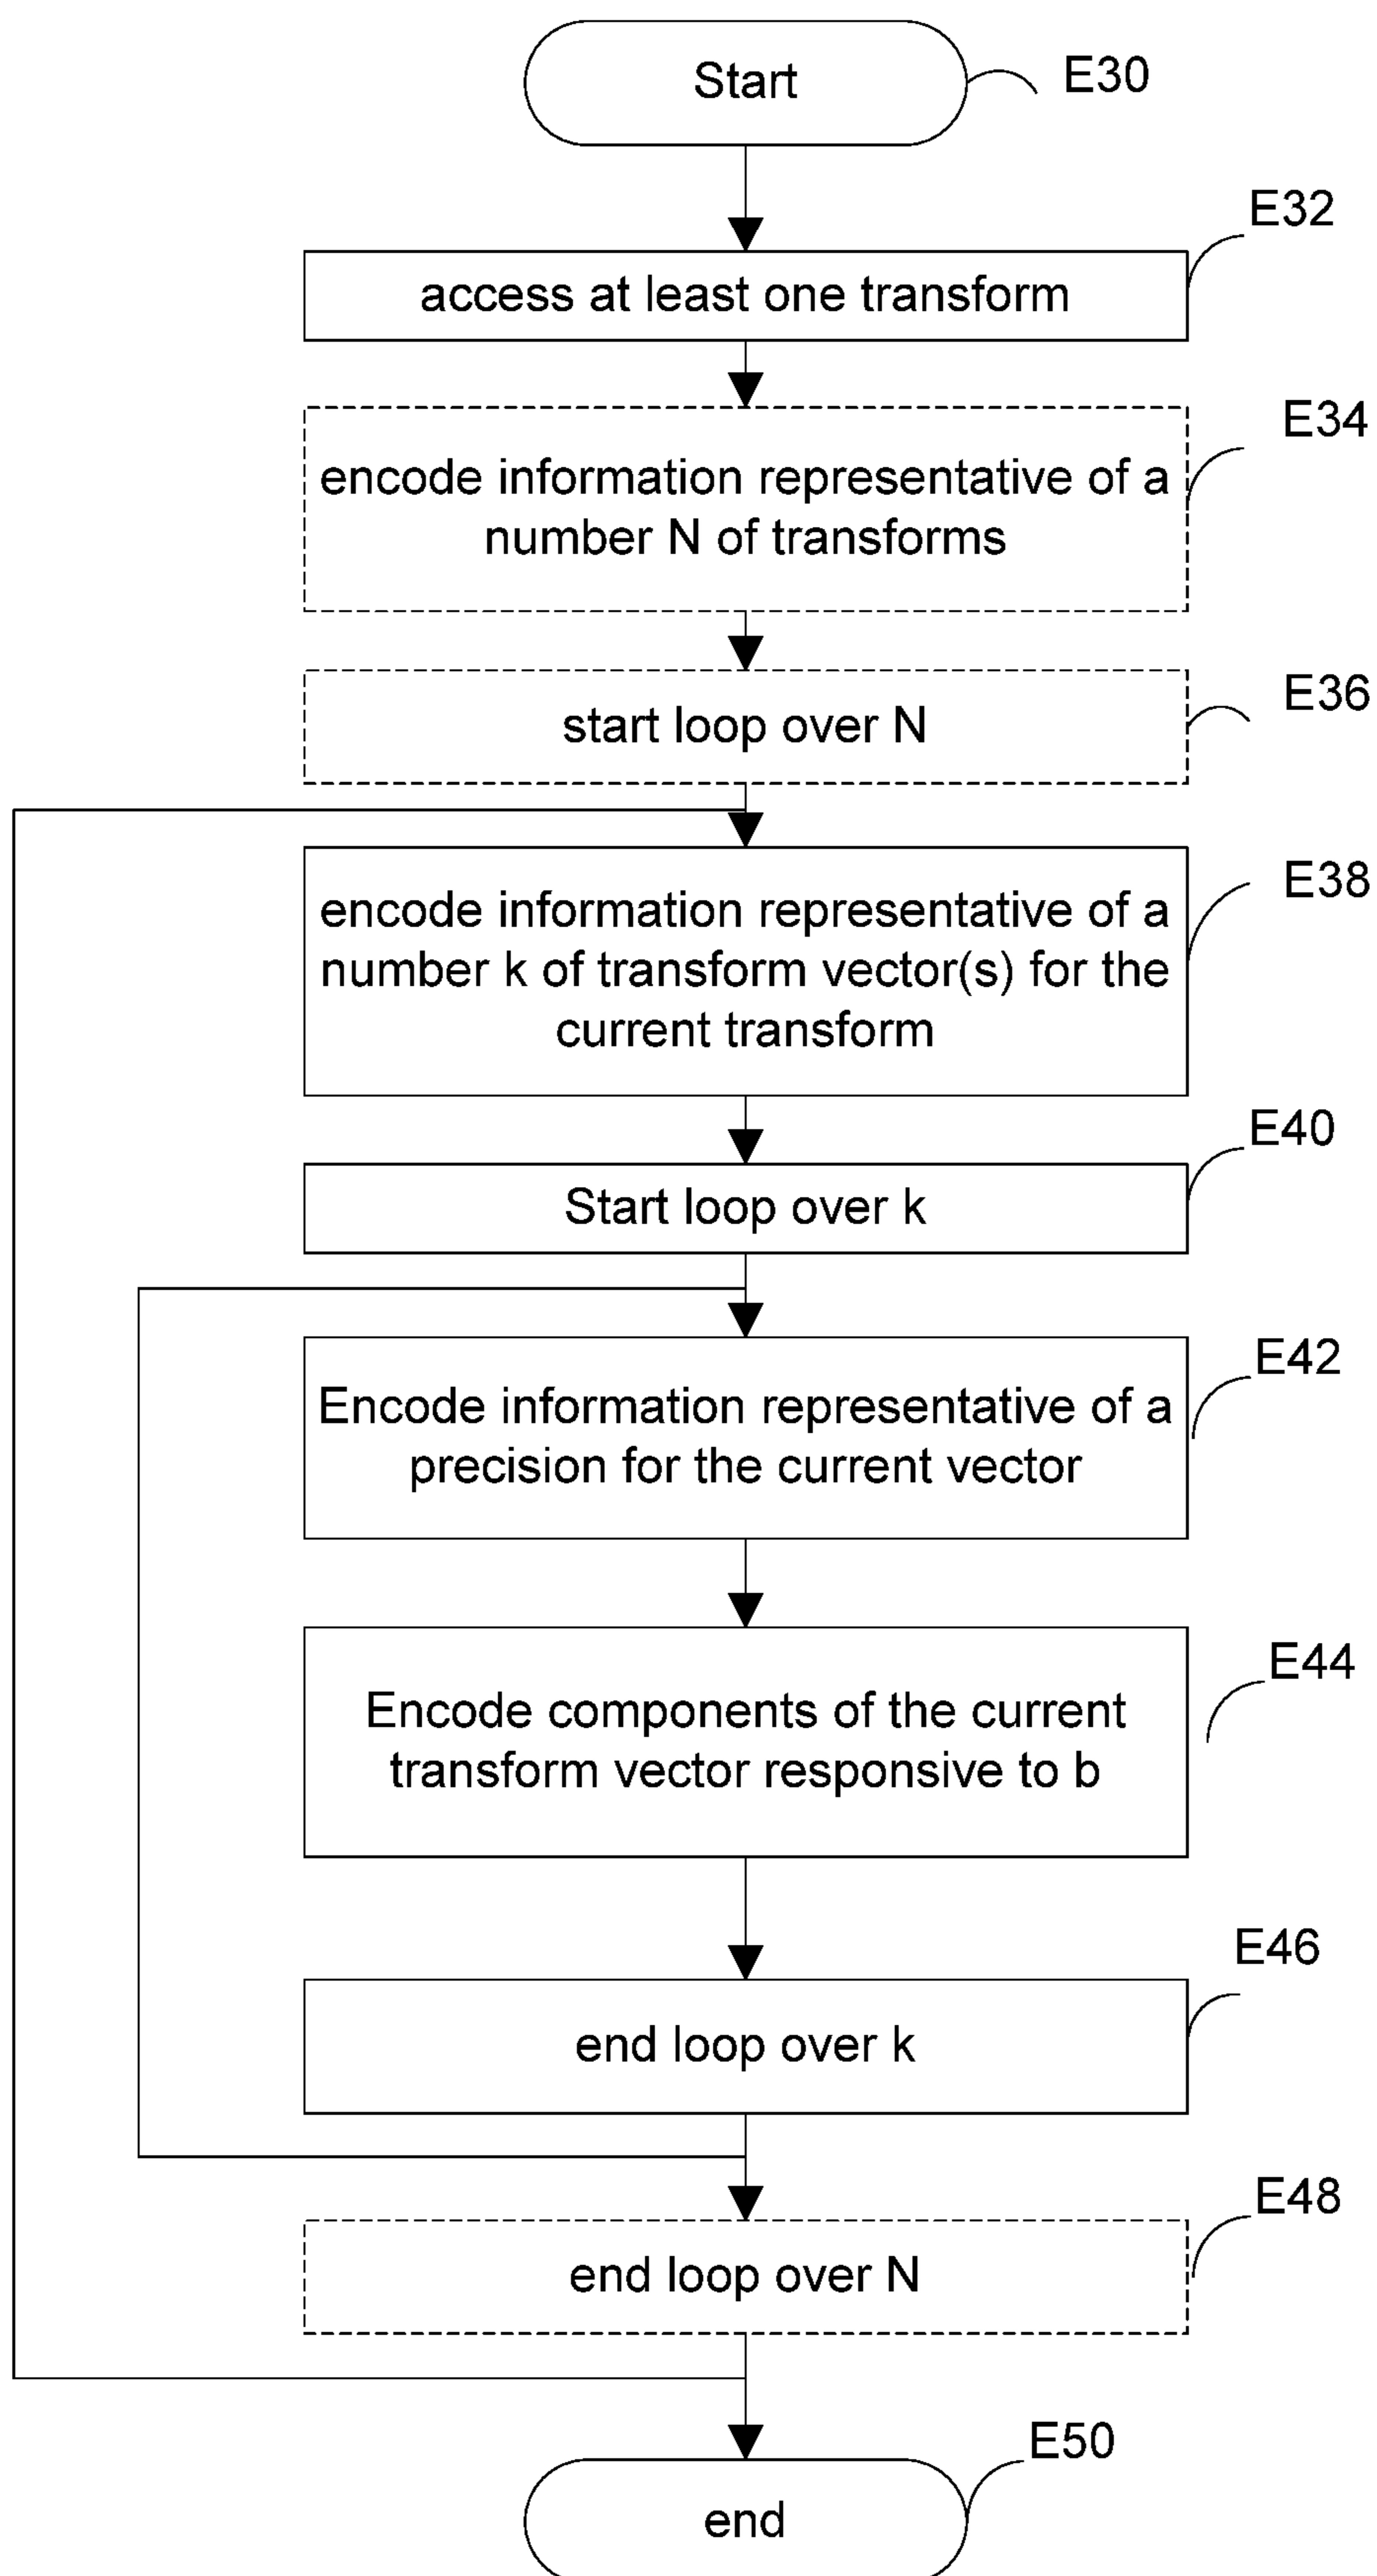 Start
E30
E32
access at least one transform
E34
encode information representative of a
number N of transforms
E36
start loop over N
E38
encode information representative of a
number k of transform vector(s) for the
current transform
E40
Start loop over k
E42
Encode information representative of a
precision for the current vector
E44
Encode components of the current
transform vector responsive to b
E46
end loop over k
E48
end loop over N
E50
end